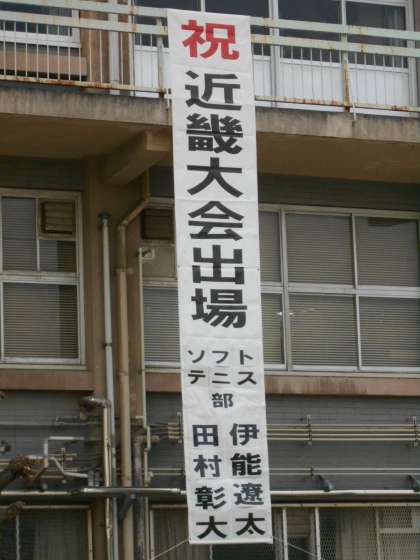 祝
近畿大会出場
ソフト
テニス
部
伊能遼太
田村彰大